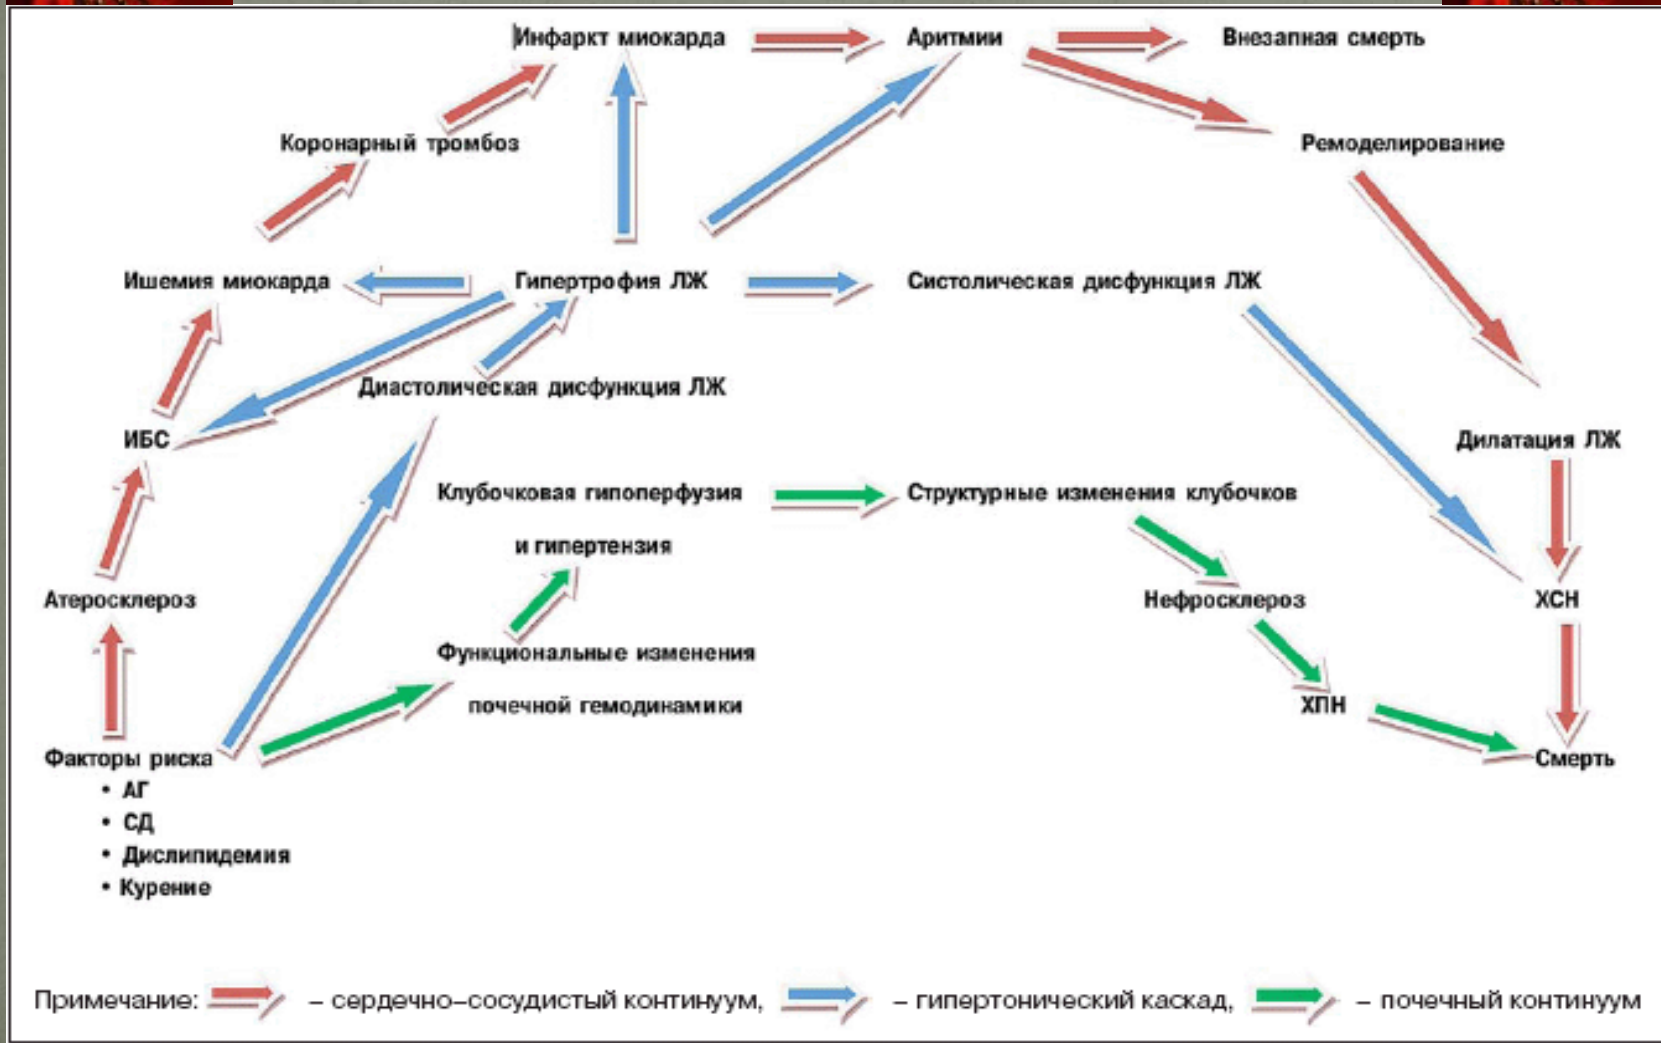 Инфаркт миокарда
Аритмии
Внезапная смерть
Коронарный тромбоз
Ремоделирование
Ишемия миокарда
Гипертрофия ЛЖ
Систолическая дисфункция ЛЖ
Диастолическая дисфункция ЛЖ
ИБС
Дилатация ЛЖ
Клубочковая гипоперфузия
и гипертензия
Структурные изменения клубочков
Атеросклероз
Нефросклероз
ХСН
Функциональные изменения
почечной гемодинамики
ХПН
Факторы риска
• АГ
• СД
• Дислипидемия
• Курение
Смерть
Примечание: – сердечно–сосудистый континуум, – гипертонический каскад, – почечный континуум